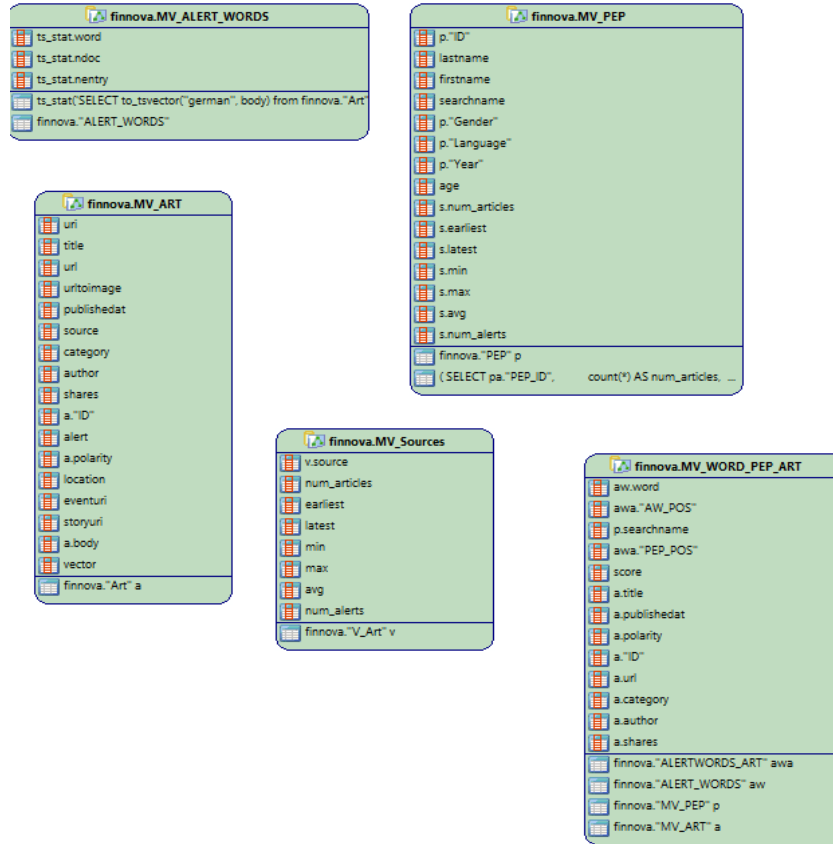 finnova.MV_ALERT_WORDS
ts_stat.word
ts_stat.ndoc
ts_stat.nentry
ts_stat('SELECT to_tsvector("german", body) from finnova."Art"
finnova."ALERT_WORDS"
finnova.MV_PEP
p."ID"
lastname
firstname
searchname
p."Gender"
p."Language"
p."Year"
age
s.num_articles
s.earliest
s.latest
s.min
s.max
s.avg
s.num_alerts
finnova."PEP" p
( SELECT pa."PEP_ID", count(*) AS num_articles, ...
finnova.MV_ART
uri
title
url
urltoimage
publishedat
source
category
author
shares
a."ID"
alert
a.polarity
location
eventuri
storyuri
a.body
vector
finnova."Art" a
finnova.MV_Sources
v.source
num_articles
earliest
latest
min
max
avg
num_alerts
finnova."V_Art" v
finnova.MV_WORD_PEP_ART
aw.word
awa."AW_POS"
p.searchname
awa."PEP_POS"
score
a.title
a.publishedat
a.polarity
a."ID"
a.url
a.category
a.author
a.shares
finnova."ALERTWORDS_ART" awa
finnova."ALERT_WORDS" aw
finnova."MV_PEP" p
finnova."MV_ART" a